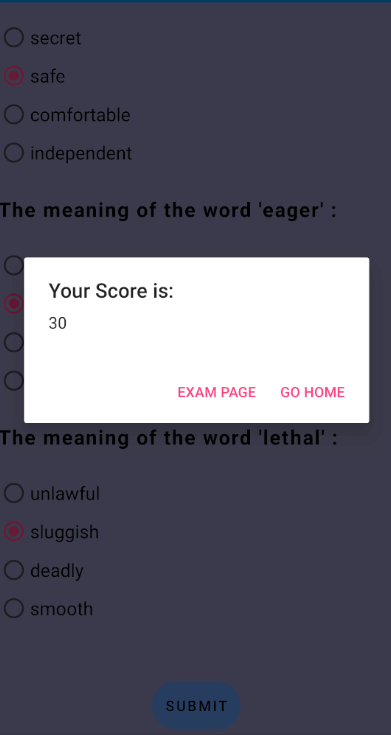 secret
safe
comfortable
independent
The meaning of the word 'eager' :
Your Score is:
30
EXAM PAGE GO HOME
The meaning of the word 'lethal' :
unlawful
sluggish
deadly
smooth
SUBMIT